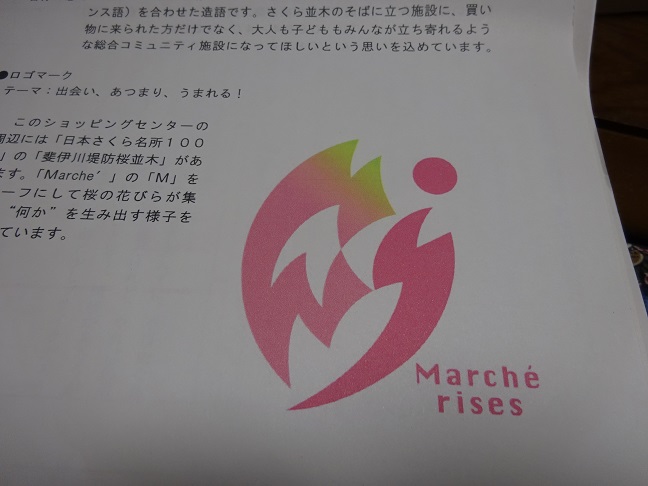 ンス語）を合わせた造語です。さくら並木のそばに立つ施設に、買い
物に来られた方だけでなく、大人も子どももみんなが立ち寄れるよう
な総合コミュニティ施設になってほしいという思いを込めています。
●ロゴマーク
テーマ：出会い、あつまり、うまれる！
このショッピングセンターの
周辺には「日本さくら名所１００
」の「斐伊川堤防桜並木」があ
ます。「Marche´」の「M」を
ーフにして桜の花びらが集
“何か”を生み出す様子を
ています。
Marché
rises